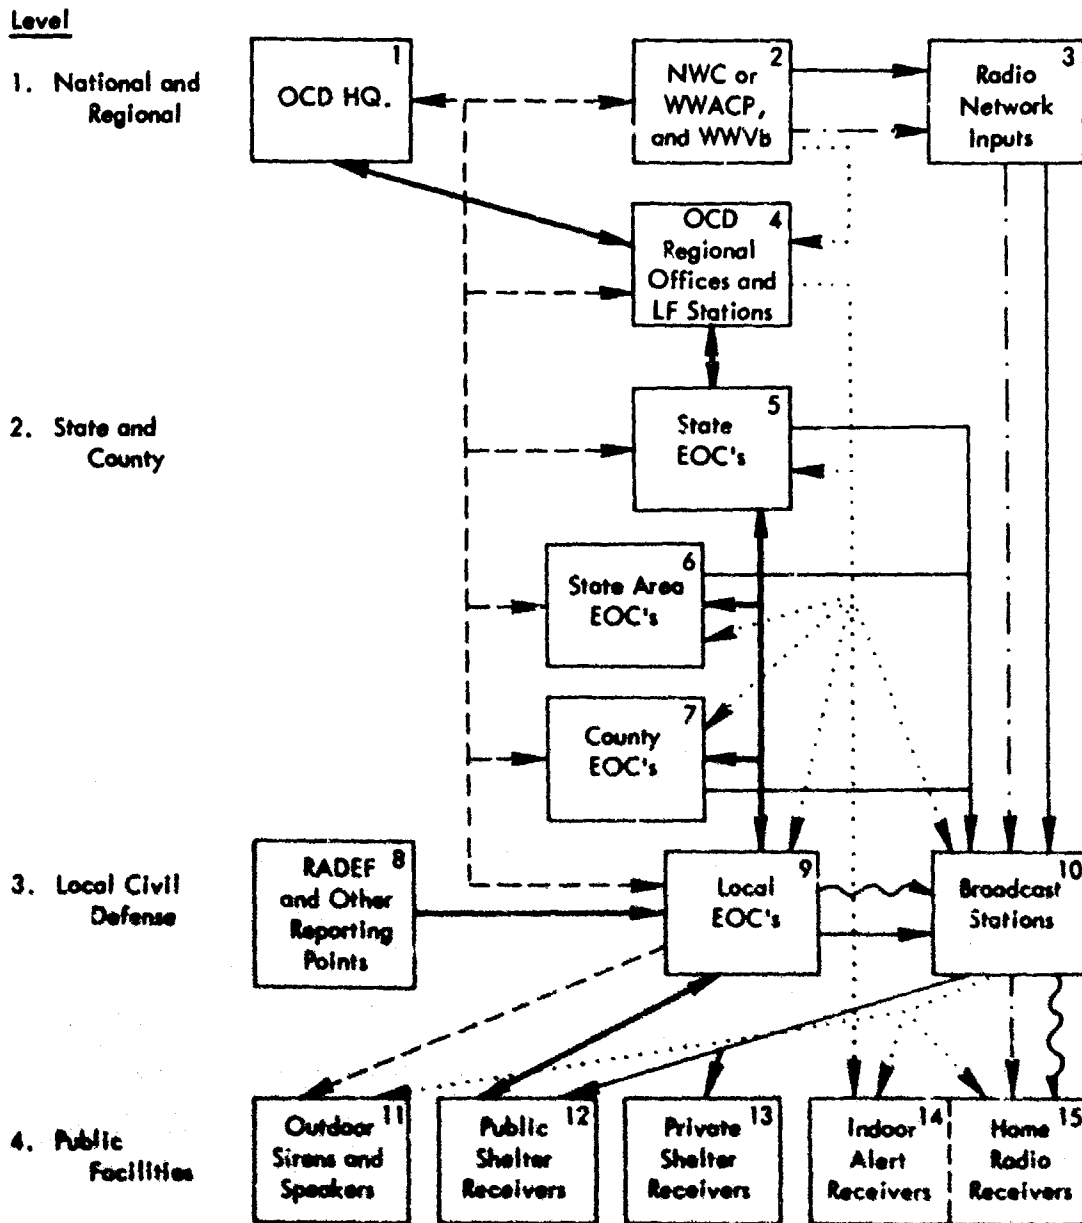 Level
1. National and
Regional
1
OCD HQ.
2
NWC or
WWACP,
and WWVb
3
Radio
Network
Inputs
4
OCD
Regional
Offices and
LF Stations
2. State and
County
5
State
EOC's
6
State Area
EOC's
7
County
EOC's
3. Local Civil
Defense
8
RADEF
and Other
Reporting
Points
9
Local
EOC's
10
Broadcast
Stations
4. Public
Facilities
11
Outdoor
Sirens and
Speakers
12
Public
Shelter
Receivers
13
Private
Shelter
Receivers
14
Indoor
Alert
Receivers
15
Home
Radio
Receivers